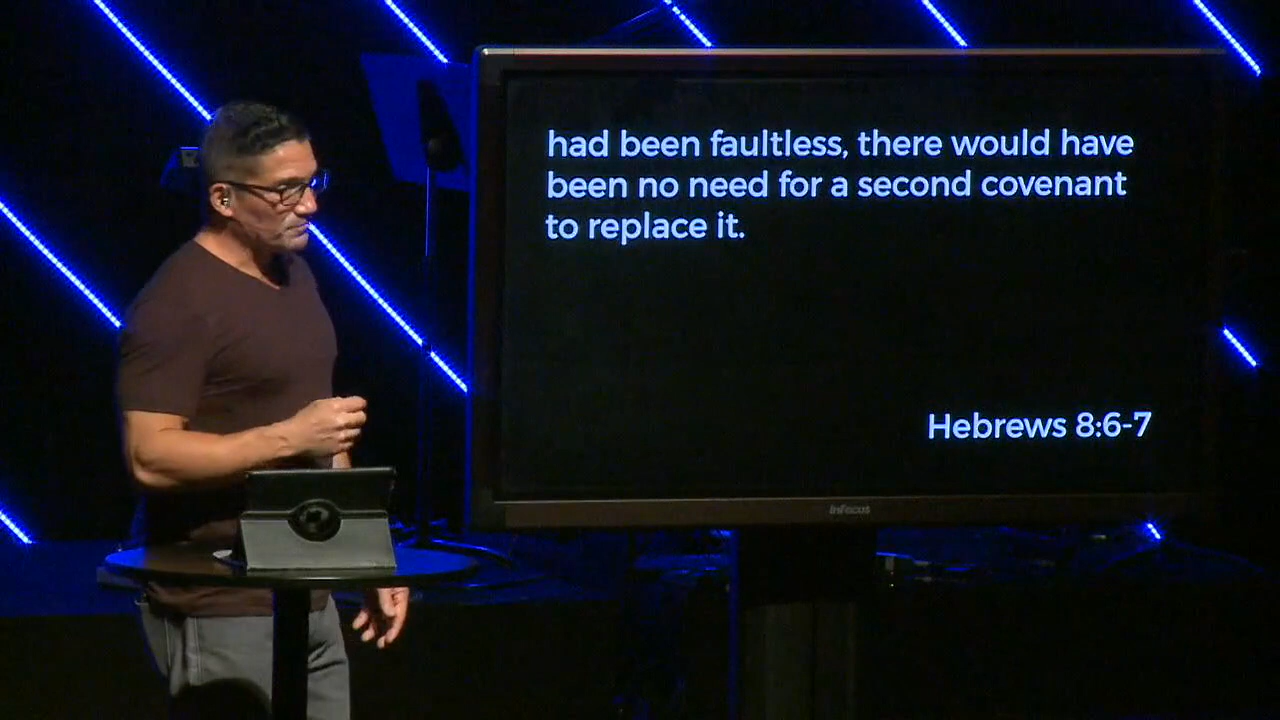 had been faultless, there would have
been no need for a second covenant
to replace it.
Hebrews 8:6-7
InFocus